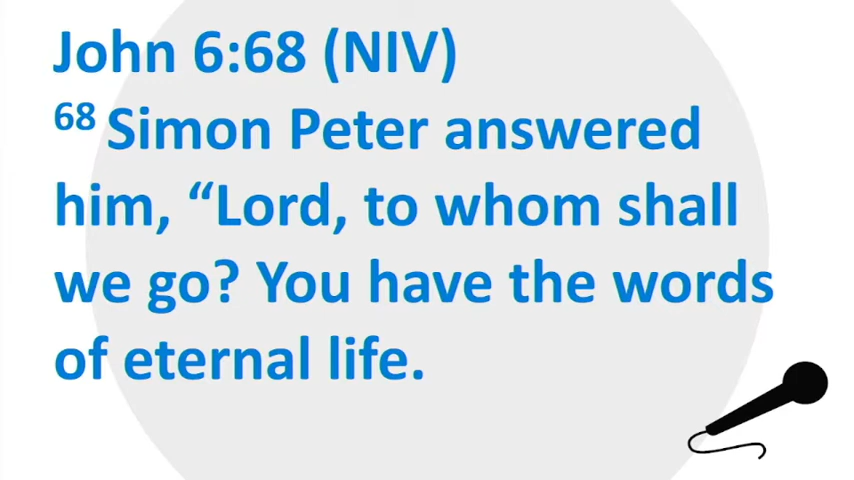 John 6:68 (NIV)
68 Simon Peter answered
him, “Lord, to whom shall
we go? You have the words
of eternal life.